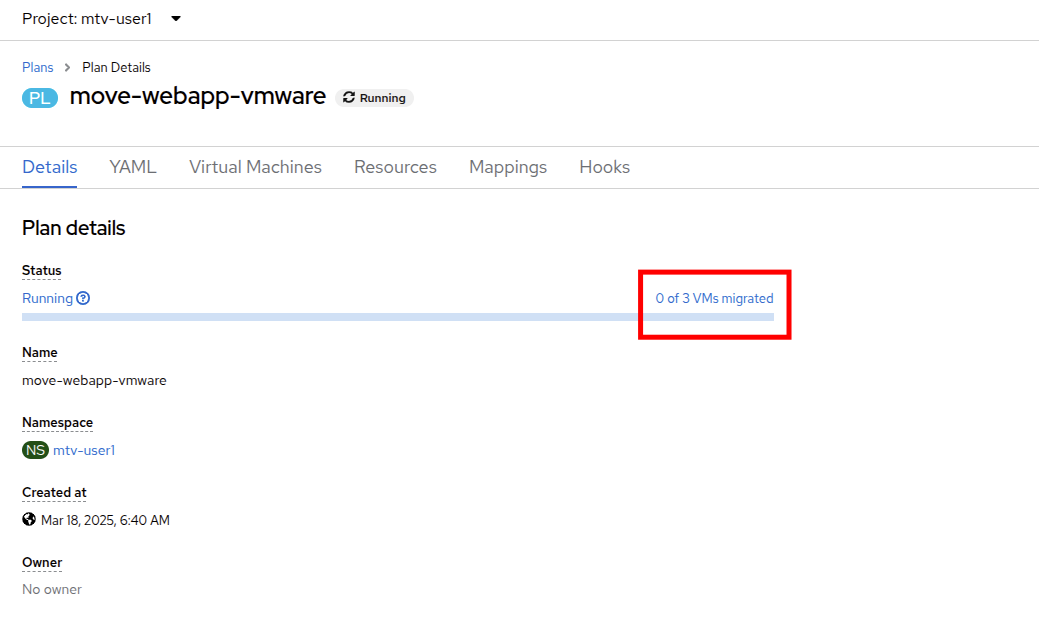 Project: mtv-user1
Plans > Plan Details
PL move-webapp-vmware Running
Details YAML Virtual Machines Resources Mappings Hooks
Plan details
Status
Running ? 0 of 3 VMs migrated
Name
move-webapp-vmware
Namespace
NS mtv-user1
Created at
Mar 18, 2025, 6:40 AM
Owner
No owner